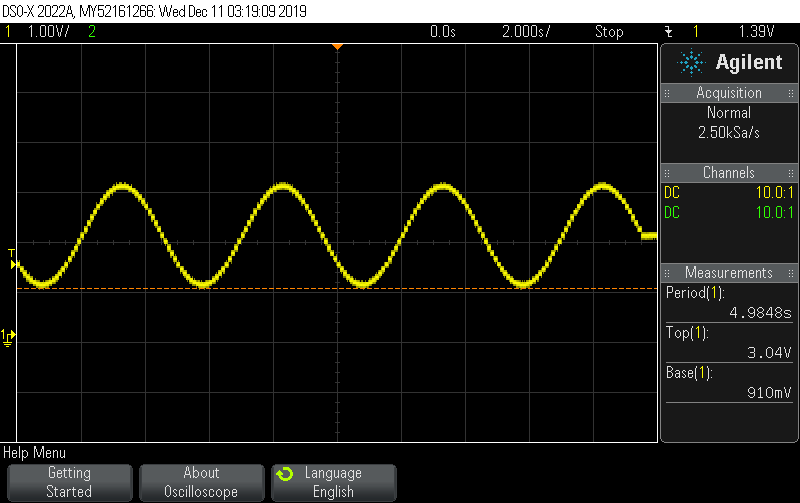 DSO-X 2022A, MY52161266: Wed Dec 11 03:19:09 2019
1 1.00V/ 2 0.0s 2.000s/ Stop 1 1.39V
Agilent
Acquisition
Normal
2.50kSa/s
Channels
DC 10.0:1
DC 10.0:1
T
Measurements
Period(1):
4.9848s
Top(1):
3.04V
1
Base(1):
910mV
Help Menu
Getting
Started
About
Oscilloscope
Language
English